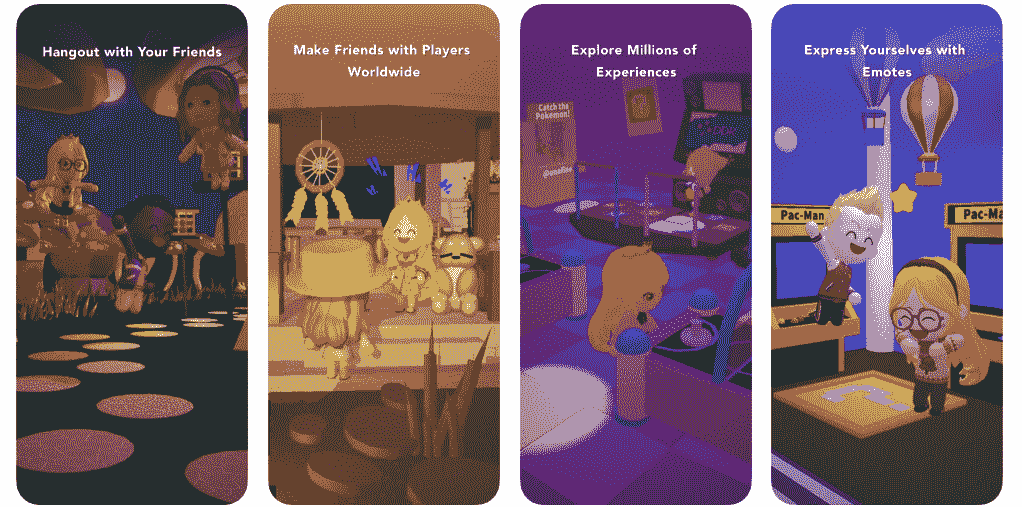 Hangout with Your Friends
Make Friends with Players
Worldwide
Hi
Explore Millions of
Experiences
Catch the
Pokemon!
Express Yourselves with
Emotes
Pac-Man
Pac-Ma